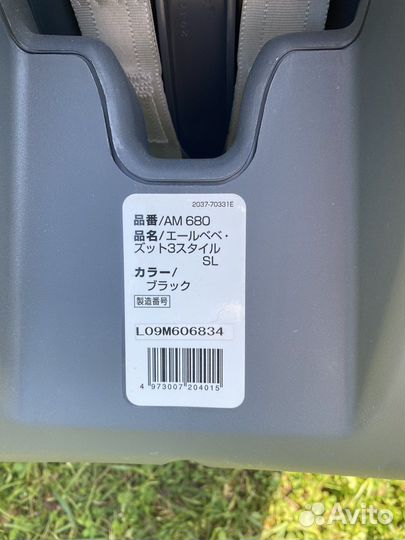 2037-70331E
品番/AM 680
品名/エールベベ・
ズット3スタイル
SL
カラー/
ブラック
製造番号
L09M606834
4 973007 204015
Avito